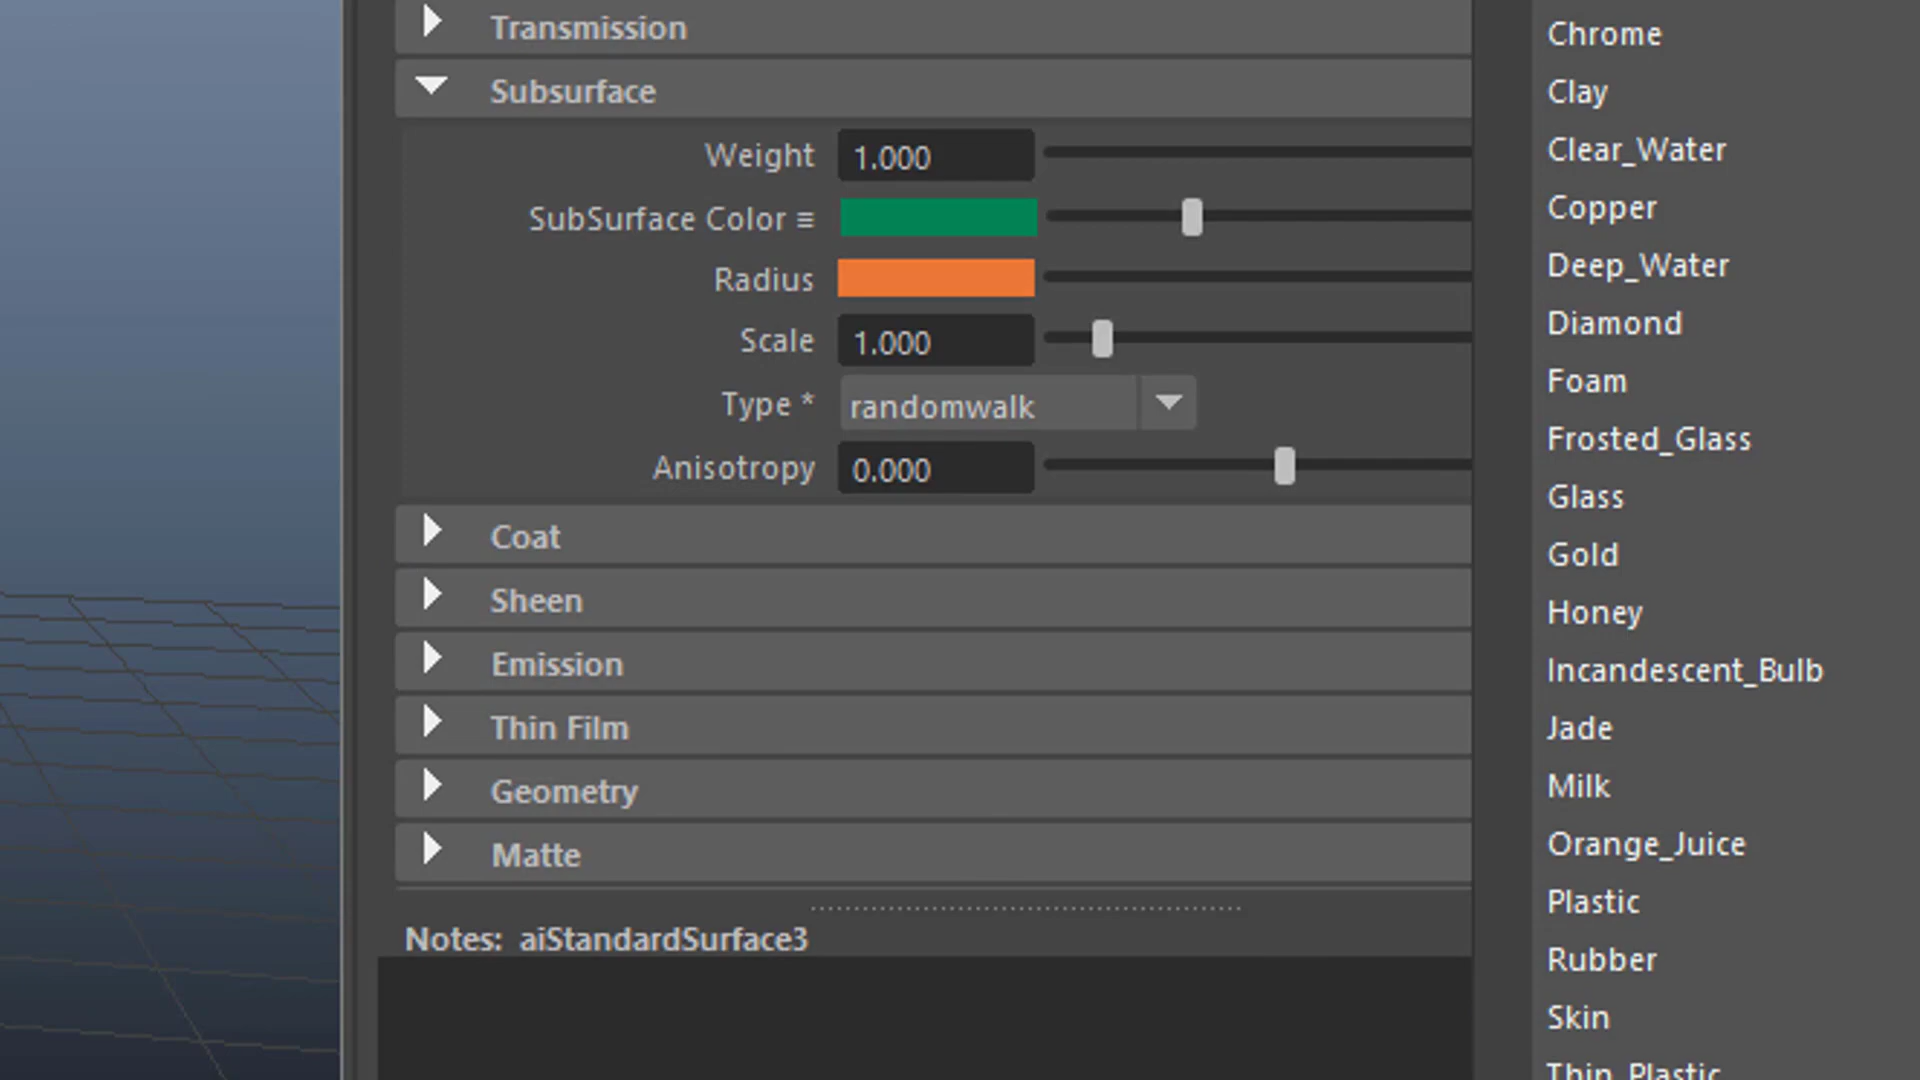 Transmission
Subsurface
Weight 1.000
SubSurface Color ≡
Radius
Scale 1.000
Type * randomwalk
Anisotropy 0.000
Coat
Sheen
Emission
Thin Film
Geometry
Matte
Notes: aiStandardSurface3
Chrome
Clay
Clear_Water
Copper
Deep_Water
Diamond
Foam
Frosted_Glass
Glass
Gold
Honey
Incandescent_Bulb
Jade
Milk
Orange_Juice
Plastic
Rubber
Skin
Thin_Plastic